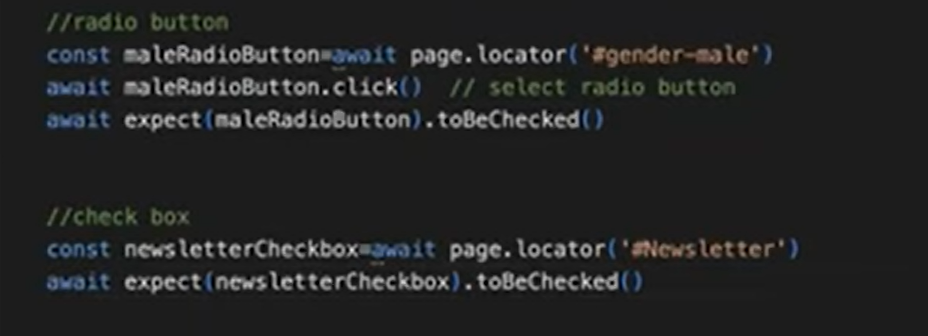 //radio button
const maleRadioButton=await page.locator('#gender-male')
await maleRadioButton.click()  // select radio button
await expect(maleRadioButton).toBeChecked()
//check box
const newsletterCheckbox=await page.locator('#Newsletter')
await expect(newsletterCheckbox).toBeChecked()